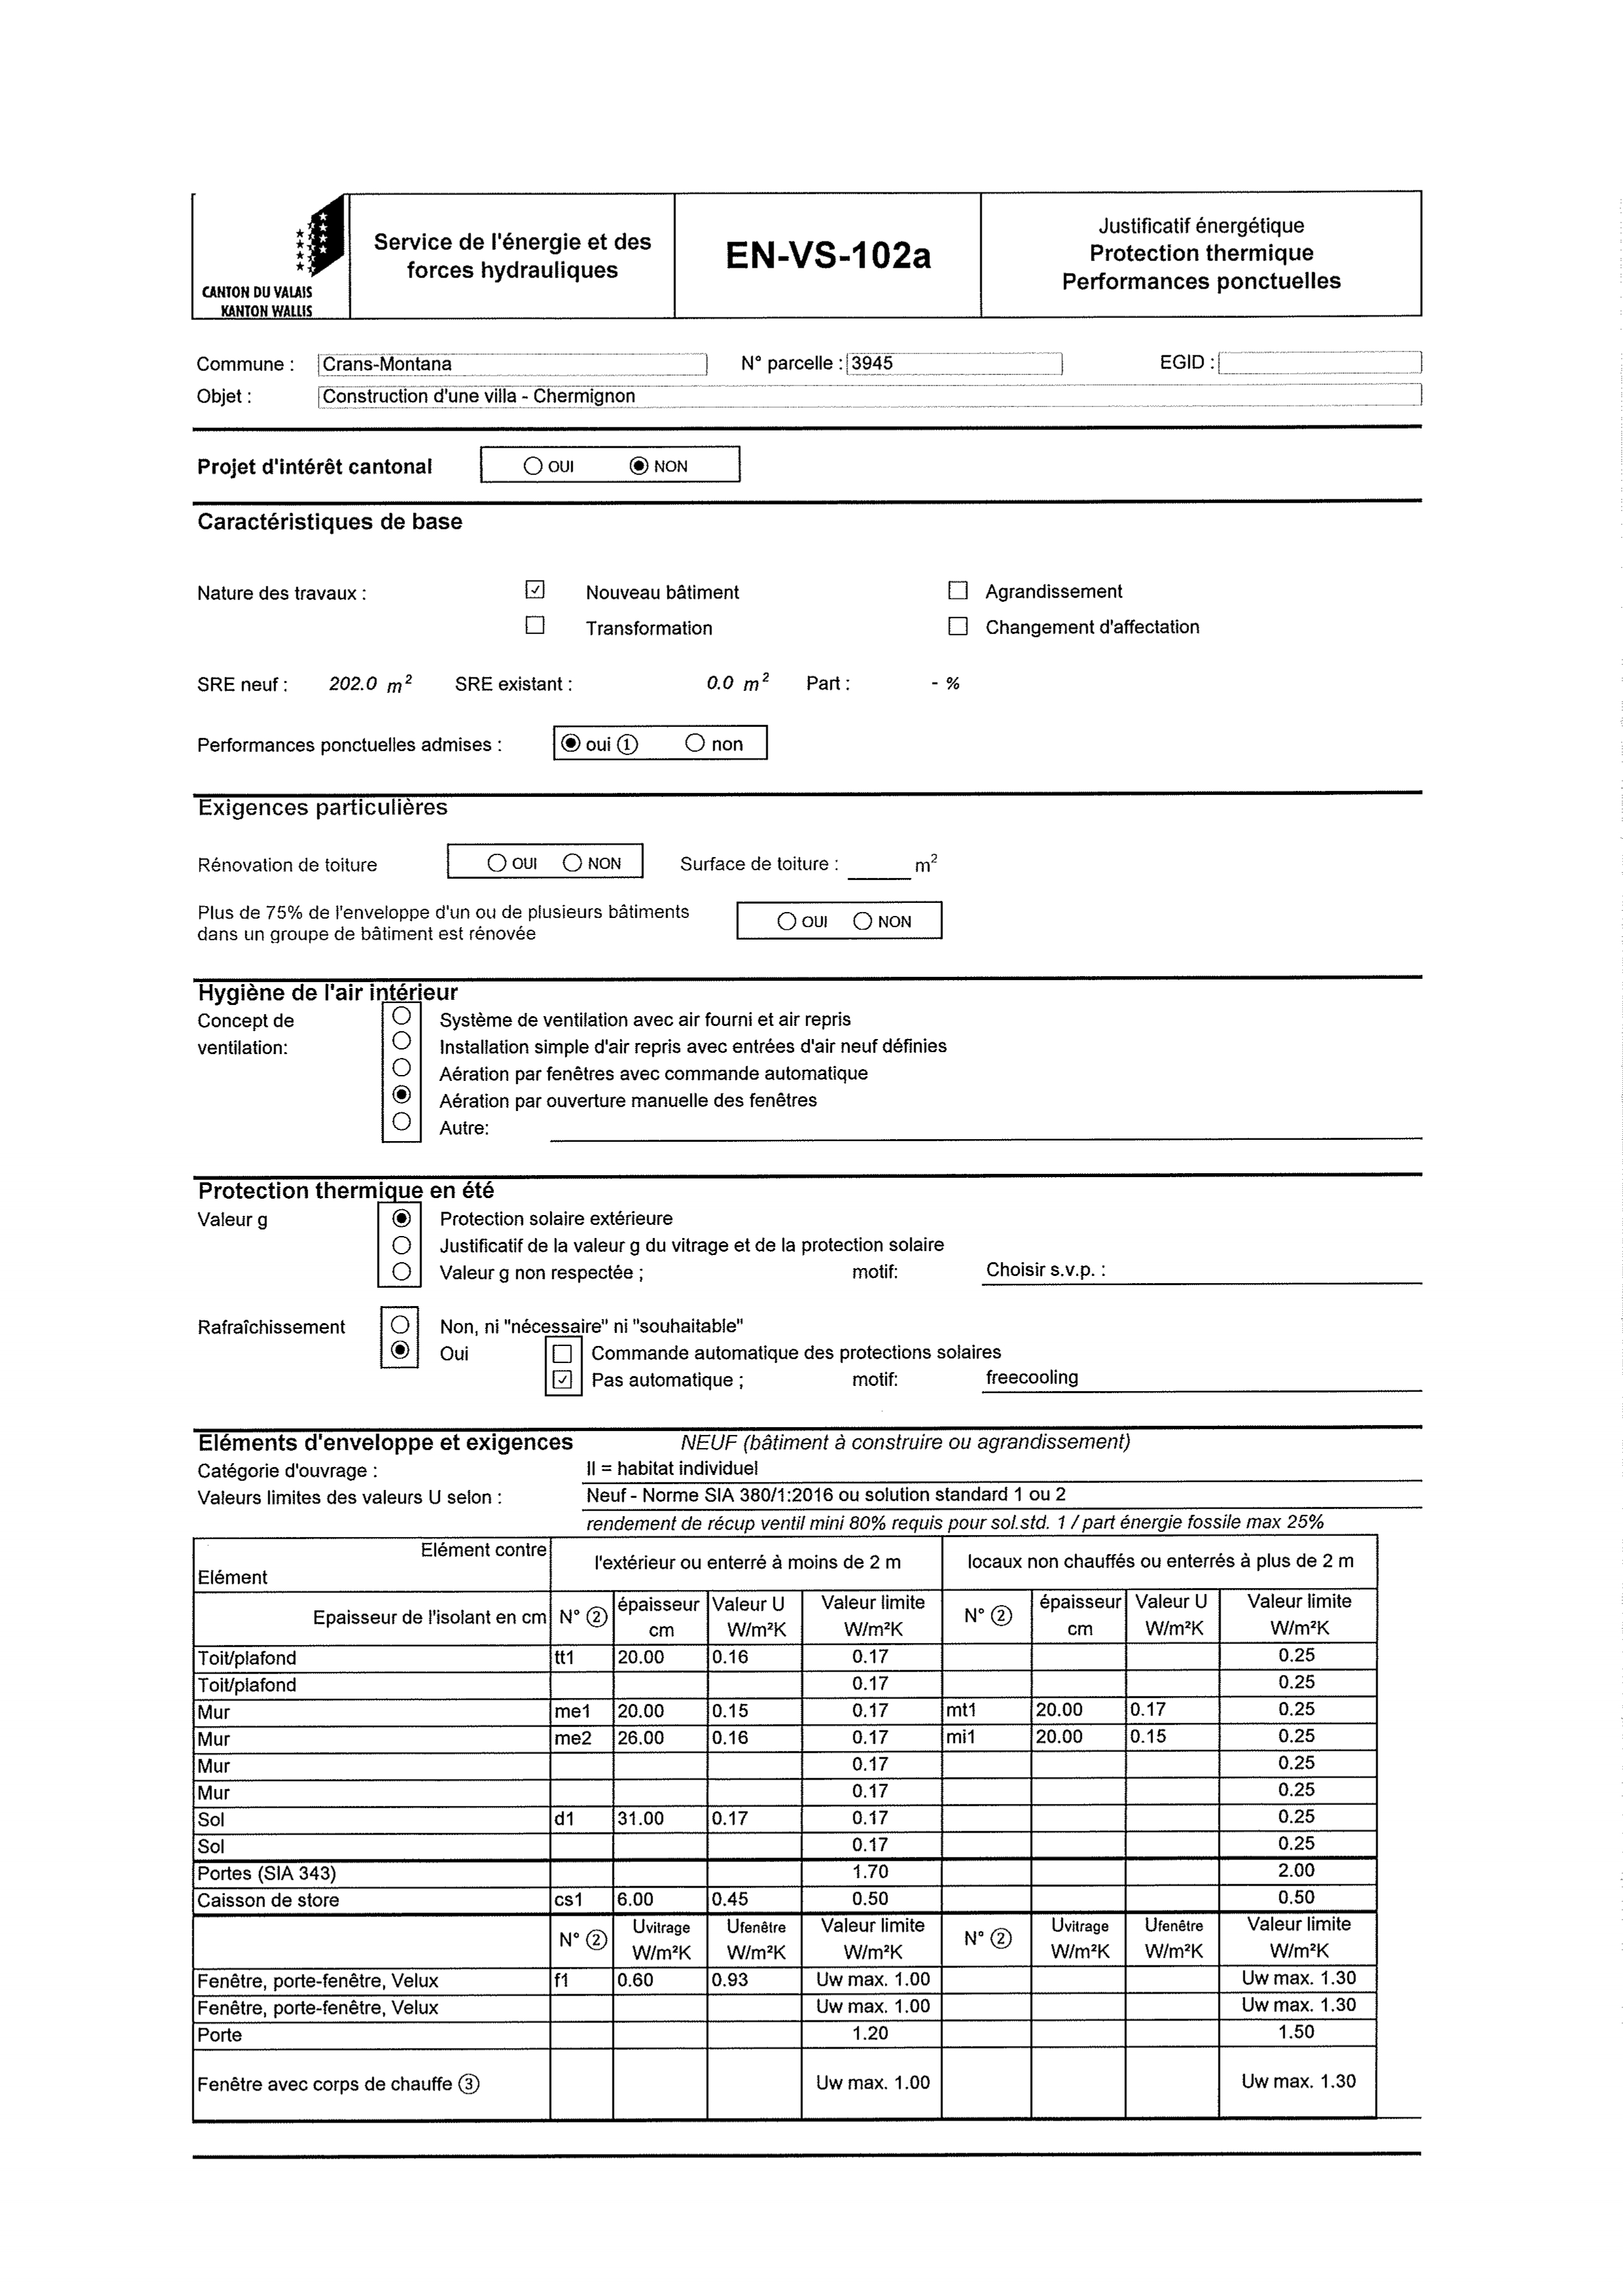 CANTON DU VALAIS
KANTON WALLIS
Service de l'énergie et des
forces hydrauliques
EN-VS-102a
Justificatif énergétique
Protection thermique
Performances ponctuelles
Commune : Crans-Montana N° parcelle : 3945 EGID :
Objet : Construction d'une villa - Chermignon
Projet d'intérêt cantonal OUI NON
Caractéristiques de base
Nature des travaux : Nouveau bâtiment Agrandissement
Transformation Changement d'affectation
SRE neuf : 202.0 m² SRE existant : 0.0 m² Part : - %
Performances ponctuelles admises : oui ① non
Exigences particulières
Rénovation de toiture OUI NON Surface de toiture : m²
Plus de 75% de l'enveloppe d'un ou de plusieurs bâtiments
dans un groupe de bâtiment est rénovée OUI NON
Hygiène de l'air intérieur
Concept de Système de ventilation avec air fourni et air repris
ventilation: Installation simple d'air repris avec entrées d'air neuf définies
Aération par fenêtres avec commande automatique
Aération par ouverture manuelle des fenêtres
Autre:
Protection thermique en été
Valeur g Protection solaire extérieure
Justificatif de la valeur g du vitrage et de la protection solaire
Valeur g non respectée ; motif: Choisir s.v.p. :
Rafraîchissement Non, ni "nécessaire" ni "souhaitable"
Oui Commande automatique des protections solaires
Pas automatique ; motif: freecooling
Eléments d'enveloppe et exigences NEUF (bâtiment à construire ou agrandissement)
Catégorie d'ouvrage : II = habitat individuel
Valeurs limites des valeurs U selon : Neuf - Norme SIA 380/1:2016 ou solution standard 1 ou 2
rendement de récup ventil mini 80% requis pour sol.std. 1 / part énergie fossile max 25%
Elément contre l'extérieur ou enterré à moins de 2 m locaux non chauffés ou enterrés à plus de 2 m
Elément
Epaisseur de l'isolant en cm N° ② épaisseur cm Valeur U W/m²K Valeur limite W/m²K N° ② épaisseur cm Valeur U W/m²K Valeur limite W/m²K
Toit/plafond tt1 20.00 0.16 0.17 0.25
Toit/plafond 0.17 0.25
Mur me1 20.00 0.15 0.17 mt1 20.00 0.17 0.25
Mur me2 26.00 0.16 0.17 mi1 20.00 0.15 0.25
Mur 0.17 0.25
Mur 0.17 0.25
Sol d1 31.00 0.17 0.17 0.25
Sol 0.17 0.25
Portes (SIA 343) 1.70 2.00
Caisson de store cs1 6.00 0.45 0.50 0.50
N° ② Uvitrage W/m²K Ufenêtre W/m²K Valeur limite W/m²K N° ② Uvitrage W/m²K Ufenêtre W/m²K Valeur limite W/m²K
Fenêtre, porte-fenêtre, Velux f1 0.60 0.93 Uw max. 1.00 Uw max. 1.30
Fenêtre, porte-fenêtre, Velux Uw max. 1.00 Uw max. 1.30
Porte 1.20 1.50
Fenêtre avec corps de chauffe ③ Uw max. 1.00 Uw max. 1.30